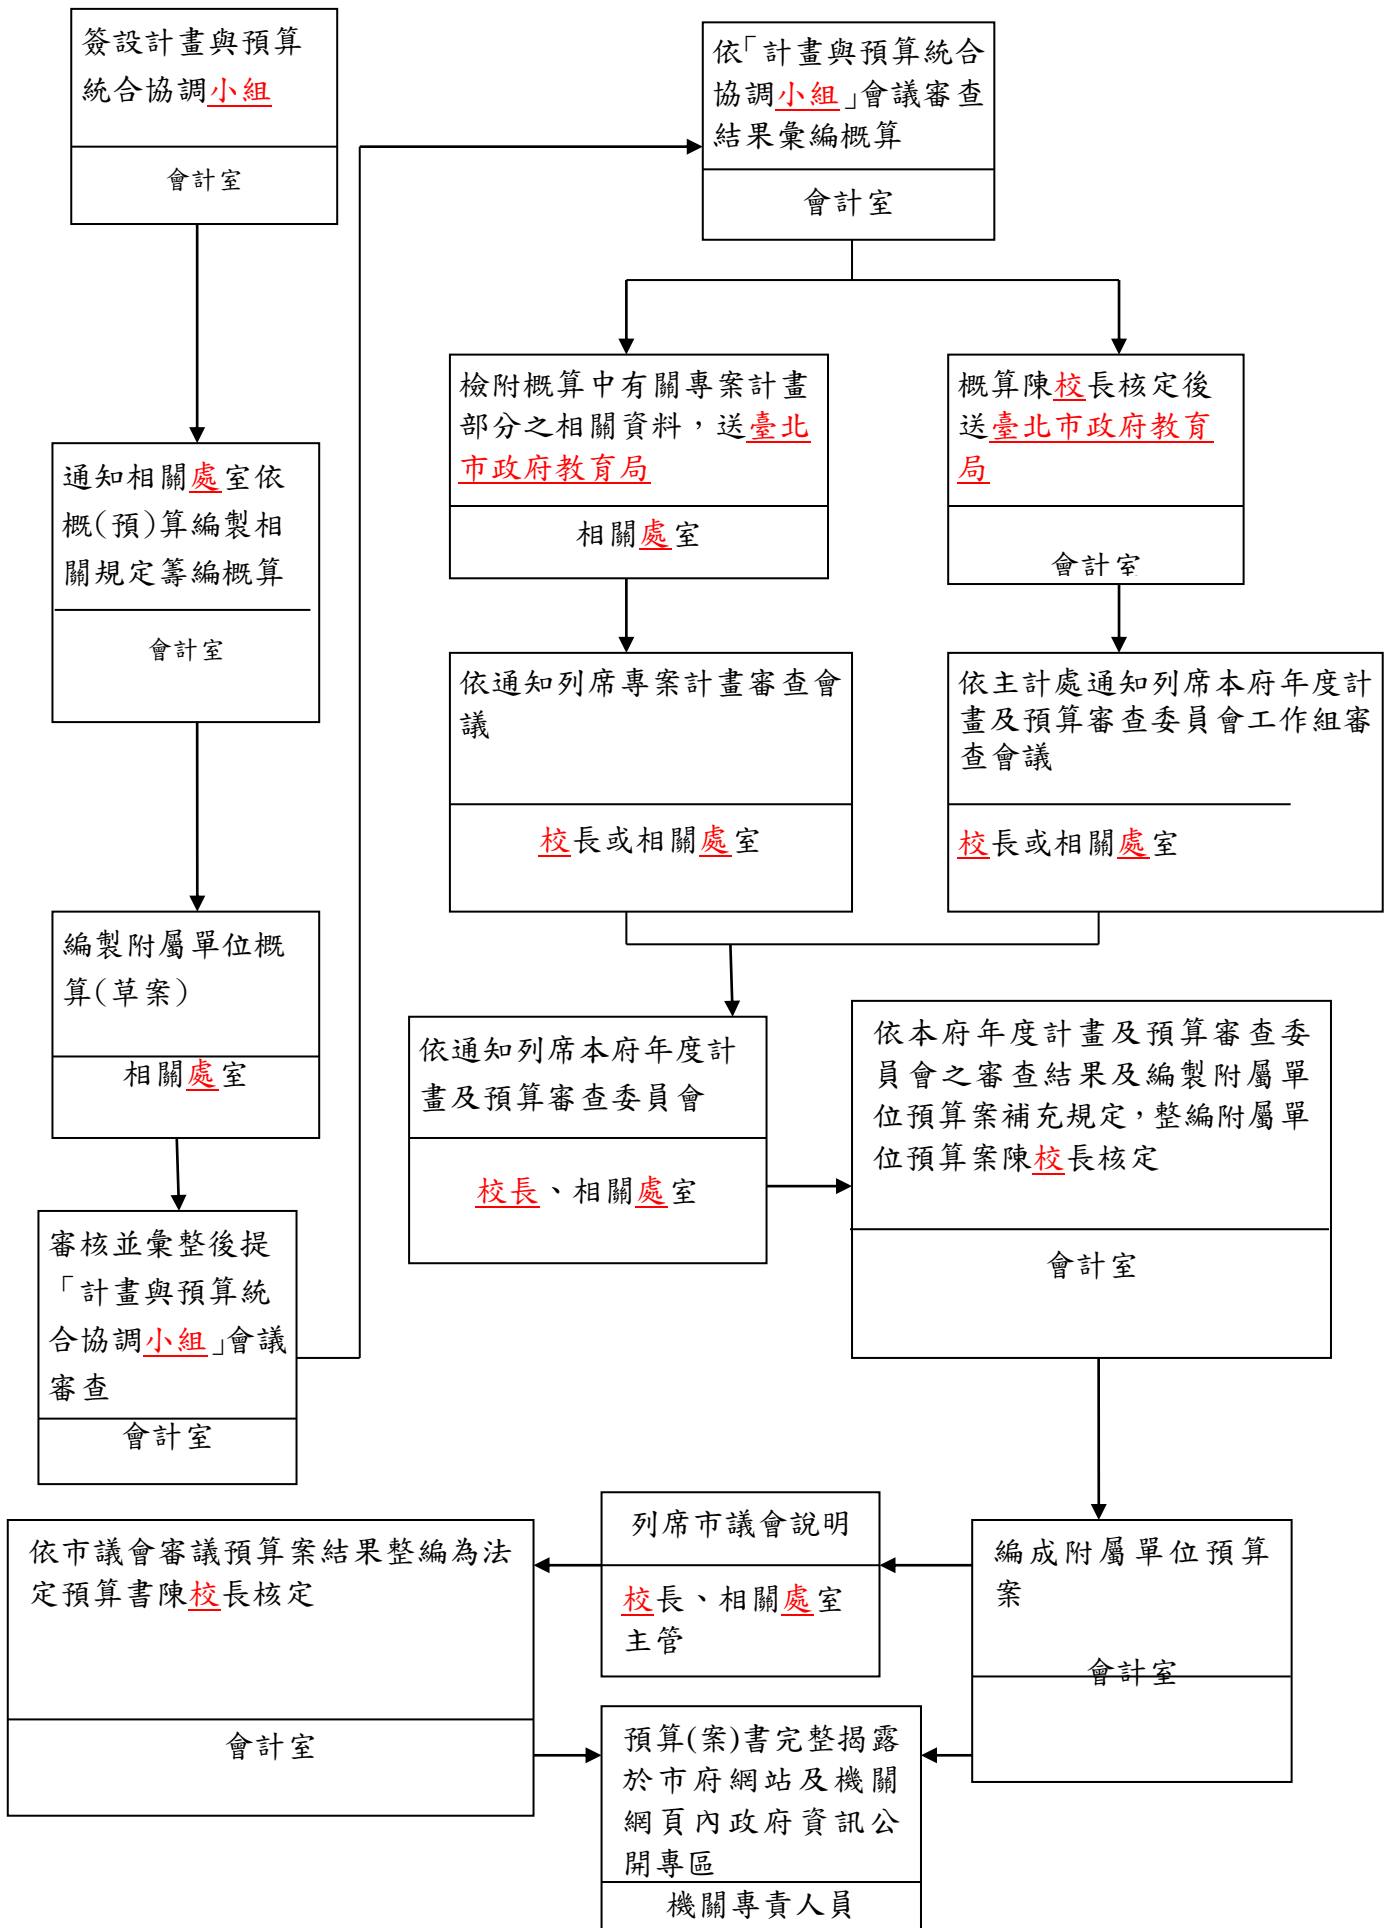 簽設計畫與預算
統合協調小組
會計室
通知相關處室依
概(預)算編製相
關規定籌編概算
會計室
編製附屬單位概
算(草案)
相關處室
審核並彙整後提
「計畫與預算統
合協調小組」會議
審查
會計室
依「計畫與預算統合
協調小組」會議審查
結果彙編概算
會計室
檢附概算中有關專案計畫
部分之相關資料，送臺北
市政府教育局
相關處室
概算陳校長核定後
送臺北市政府教育
局
會計室
依通知列席專案計畫審查會
議
校長或相關處室
依主計處通知列席本府年度計
畫及預算審查委員會工作組審
查會議
校長或相關處室
依通知列席本府年度計
畫及預算審查委員會
校長、相關處室
依本府年度計畫及預算審查委
員會之審查結果及編製附屬單
位預算案補充規定，整編附屬單
位預算案陳校長核定
會計室
編成附屬單位預算
案
會計室
列席市議會說明
校長、相關處室
主管
依市議會審議預算案結果整編為法
定預算書陳校長核定
會計室
預算(案)書完整揭露
於市府網站及機關
網頁內政府資訊公
開專區
機關專責人員